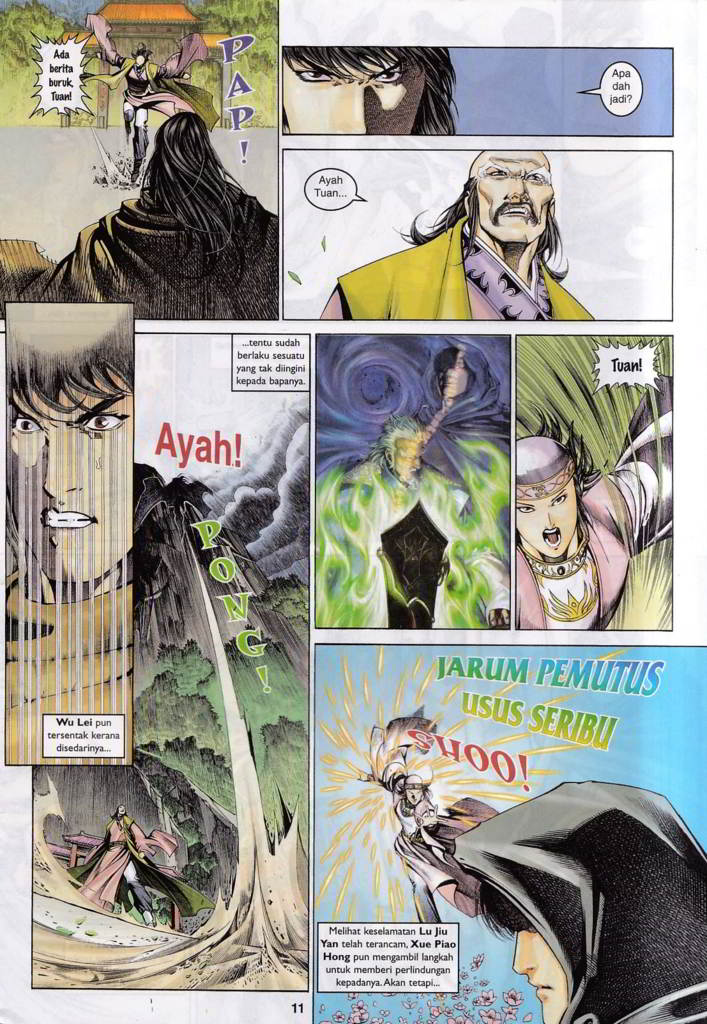 Ada
berita
buruk,
Tuan!
PAP!
Apa
dah
jadi?
Ayah
Tuan...
Wu Lei pun
tersentak kerana
disedarinya...
...tentu sudah
berlaku sesuatu
yang tak diingini
kepada bapanya.
Ayah!
PONG!
Tuan!
JARUM PEMUTUS
USUS SERIBU
SHOO!
Melihat keselamatan Lu Jiu
Yan telah terancam, Xue Piao
Hong pun mengambil langkah
untuk memberi perlindungan
kepadanya. Akan tetapi...
11